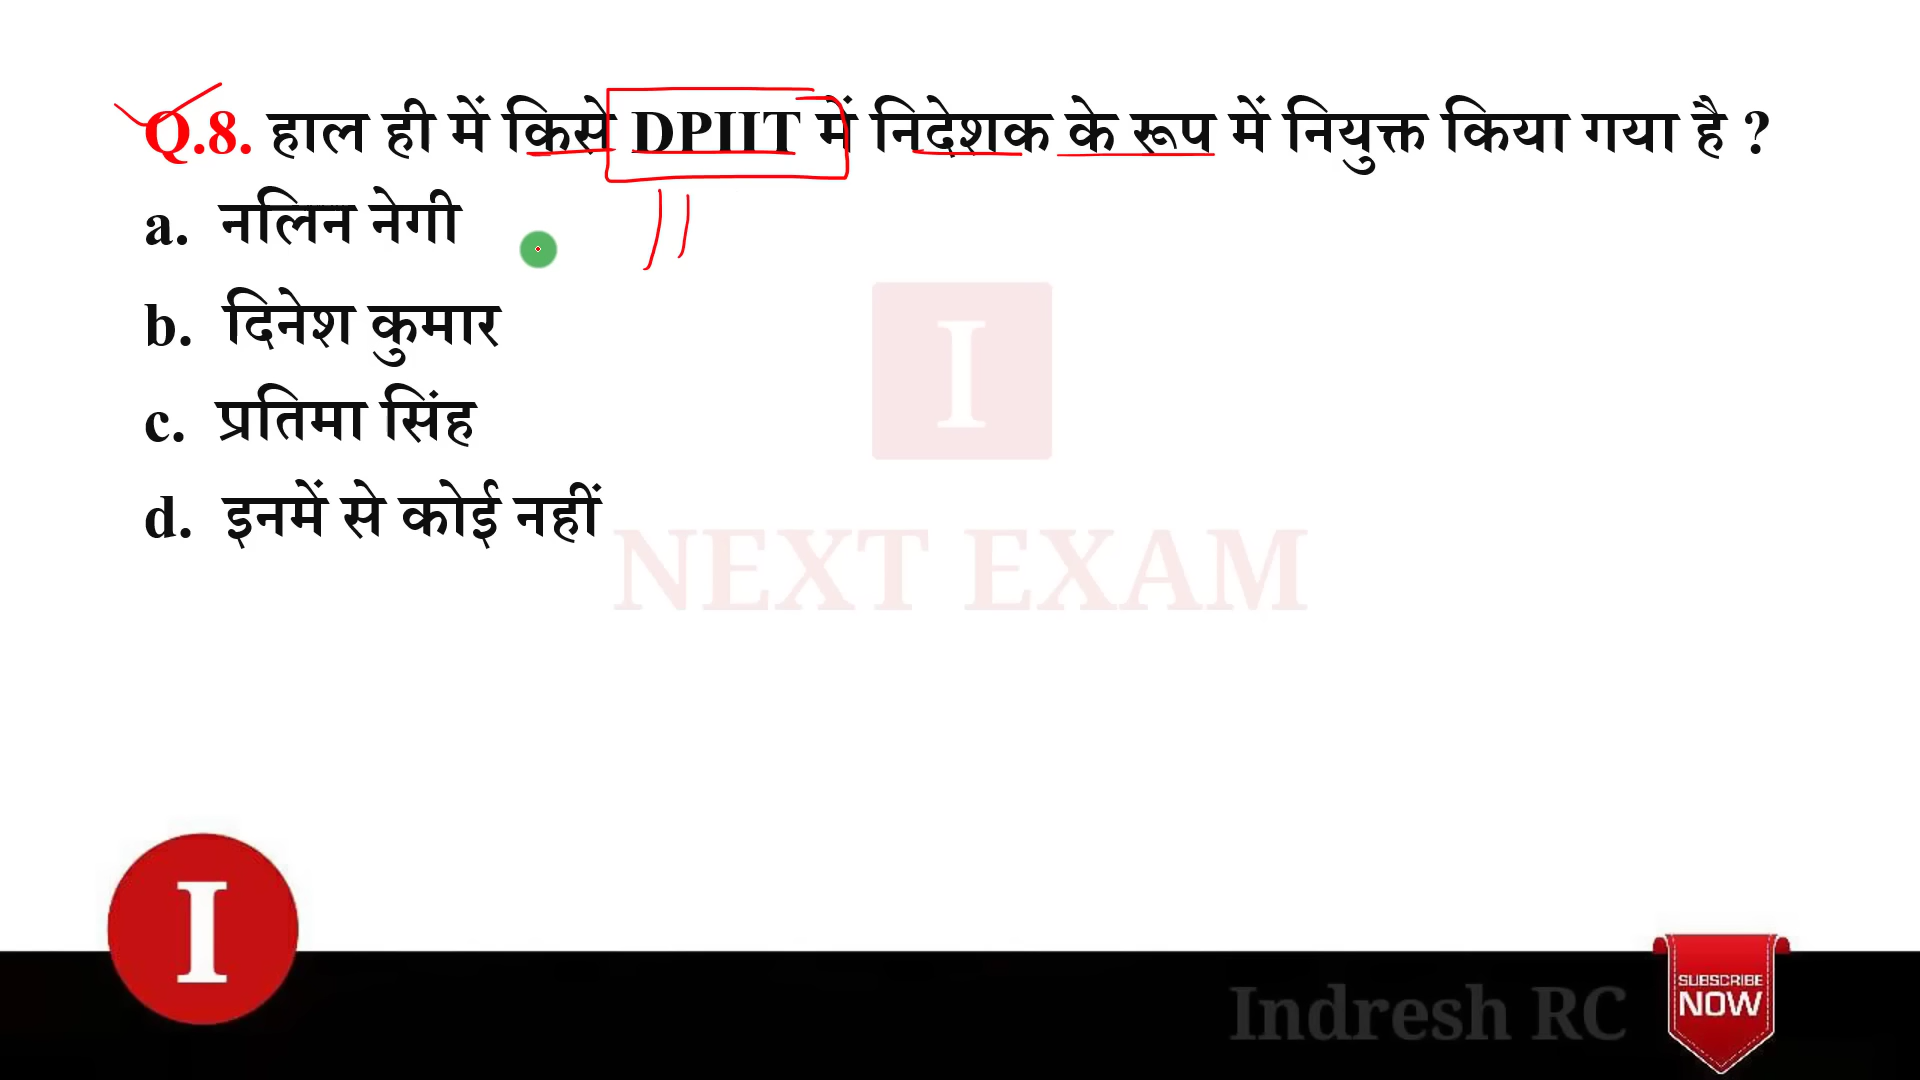 Q.8. हाल ही में किसे DPIIT में निदेशक के रूप में नियुक्त किया गया है ?
a. नलिन नेगी
b. दिनेश कुमार
c. प्रतिमा सिंह
d. इनमें से कोई नहीं
I
NEXT EXAM
I
Indresh RC
SUBSCRIBE
NOW